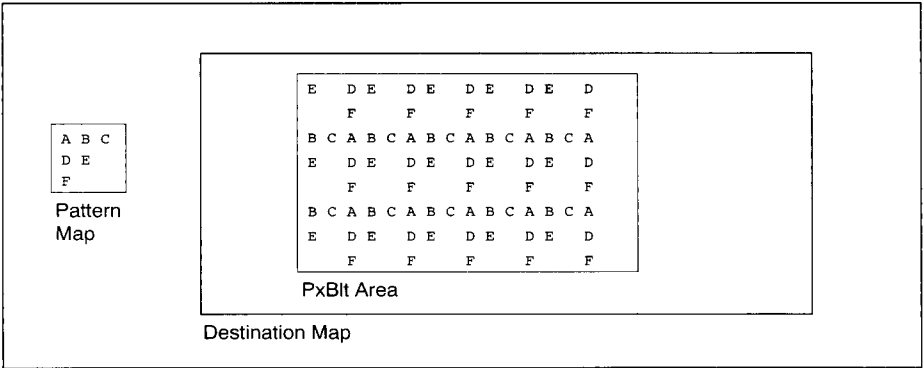 E D E D E D E D E D
F F F F F
B C A B C A B C A B C A B C A
E D E D E D E D E D
F F F F F
B C A B C A B C A B C A B C A
E D E D E D E D E D
F F F F F
PxBlt Area
A B C
D E
F
Pattern
Map
Destination Map